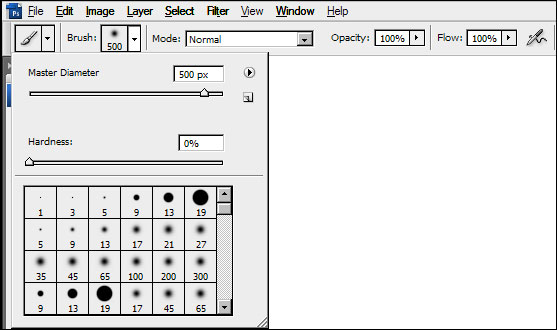 Ps File Edit Image Layer Select Filter View Window Help
Brush: 500 Mode: Normal Opacity: 100% Flow: 100%
Master Diameter 500 px
Hardness: 0%
1 3 5 9 13 19
5 9 13 17 21 27
35 45 65 100 200 300
9 13 19 17 45 65